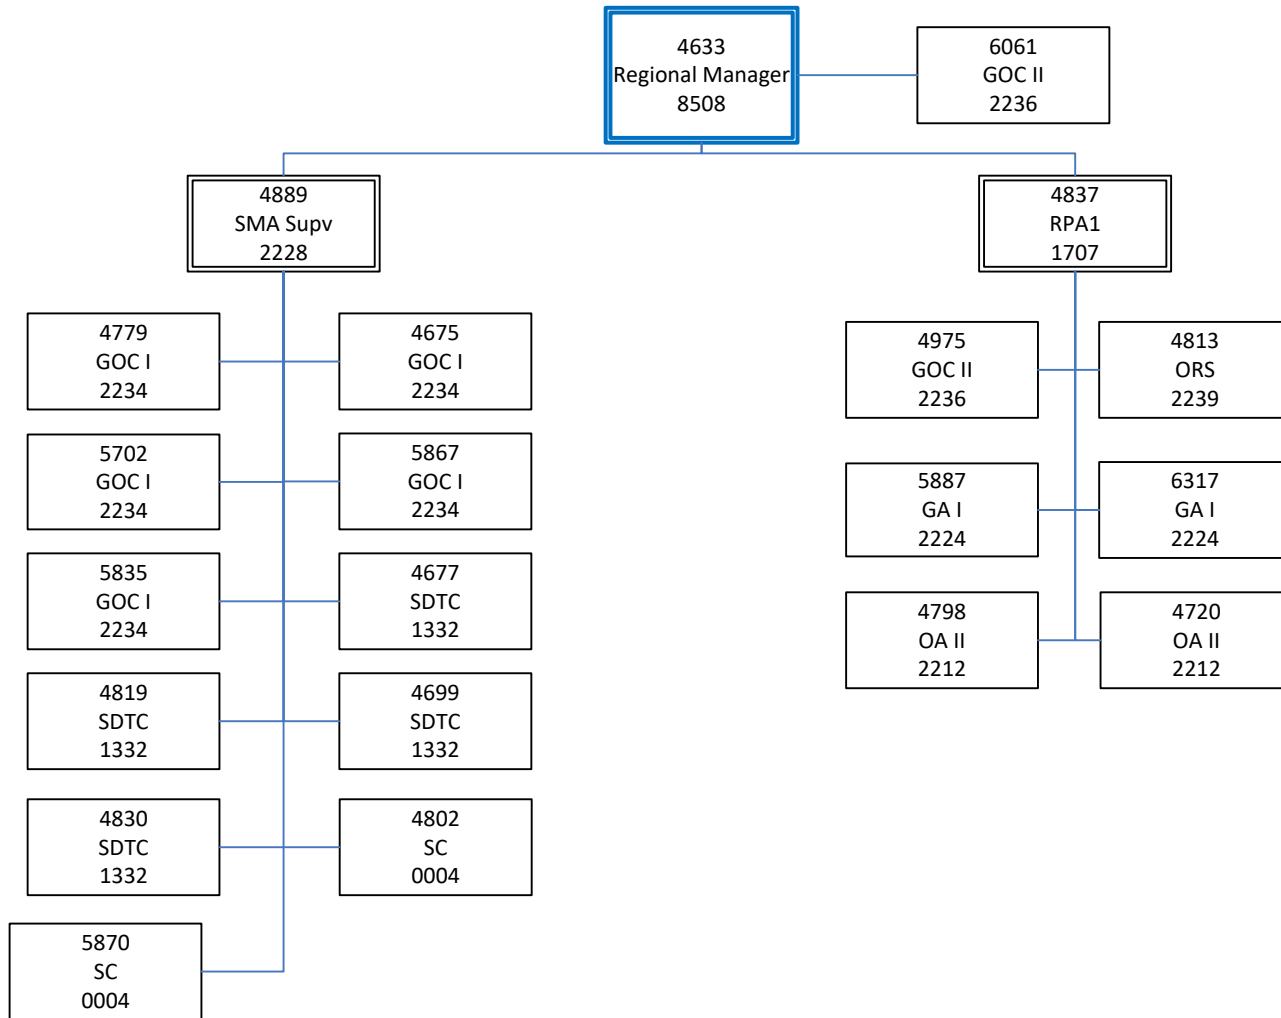 4633
Regional Manager
8508
6061
GOC II
2236
4889
SMA Supv
2228
4837
RPA1
1707
4779
GOC I
2234
4675
GOC I
2234
4975
GOC II
2236
4813
ORS
2239
5702
GOC I
2234
5867
GOC I
2234
5887
GA I
2224
6317
GA I
2224
5835
GOC I
2234
4677
SDTC
1332
4798
OA II
2212
4720
OA II
2212
4819
SDTC
1332
4699
SDTC
1332
4830
SDTC
1332
4802
SC
0004
5870
SC
0004